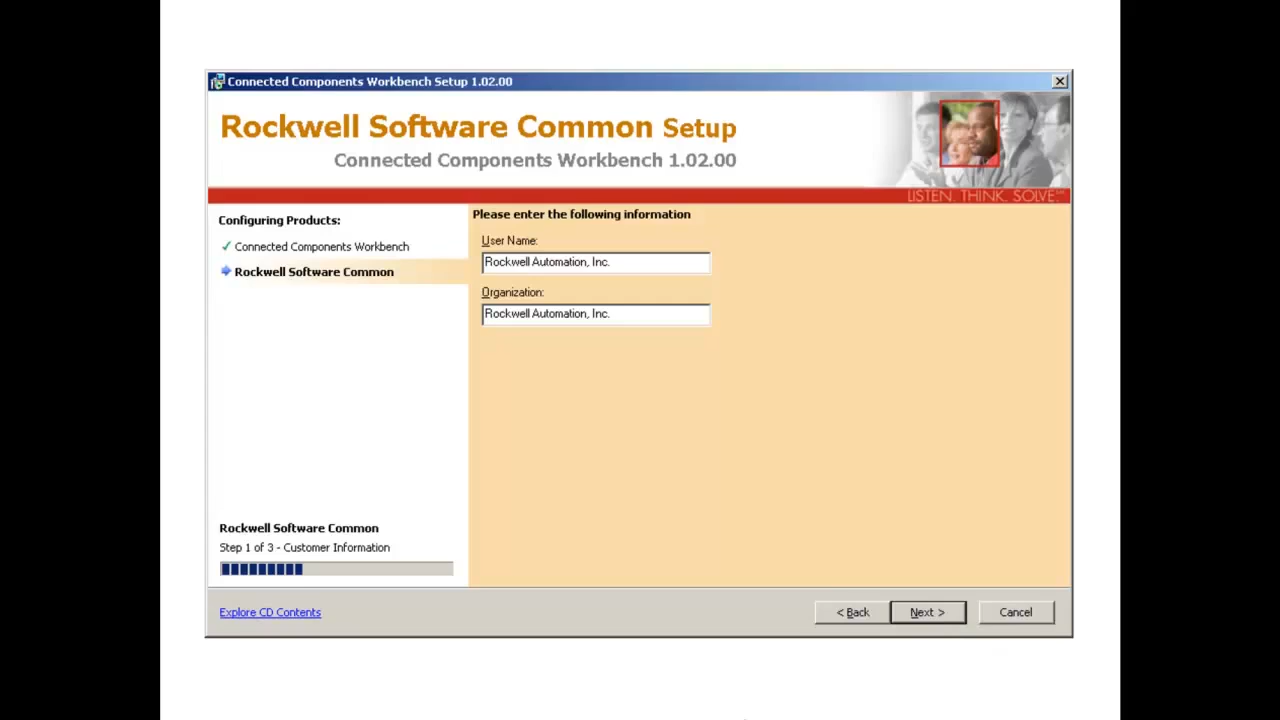 Connected Components Workbench Setup 1.02.00
Rockwell Software Common Setup
Connected Components Workbench 1.02.00
LISTEN. THINK. SOLVE.℠
Configuring Products:
Connected Components Workbench
Rockwell Software Common
Please enter the following information
User Name:
Rockwell Automation, Inc.
Organization:
Rockwell Automation, Inc.
Rockwell Software Common
Step 1 of 3 - Customer Information
Explore CD Contents
< Back
Next >
Cancel